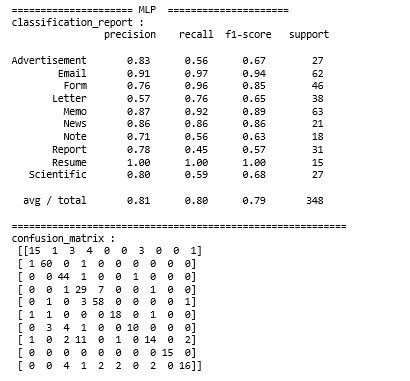 ===================== MLP =====================
classification_report :
precision recall f1-score support
Advertisement 0.83 0.56 0.67 27
Email 0.91 0.97 0.94 62
Form 0.76 0.96 0.85 46
Letter 0.57 0.76 0.65 38
Memo 0.87 0.92 0.89 63
News 0.86 0.86 0.86 21
Note 0.71 0.56 0.63 18
Report 0.78 0.45 0.57 31
Resume 1.00 1.00 1.00 15
Scientific 0.80 0.59 0.68 27
avg / total 0.81 0.80 0.79 348
=====================================================
confusion_matrix :
[[15 1 3 4 0 0 3 0 0 1]
[ 1 60 0 1 0 0 0 0 0 0]
[ 0 0 44 1 0 0 1 0 0 0]
[ 0 0 1 29 7 0 0 1 0 0]
[ 0 1 0 3 58 0 0 0 0 1]
[ 1 1 0 0 0 18 0 1 0 0]
[ 0 3 4 1 0 0 10 0 0 0]
[ 1 0 2 11 0 1 0 14 0 2]
[ 0 0 0 0 0 0 0 0 15 0]
[ 0 0 4 1 2 2 0 2 0 16]]